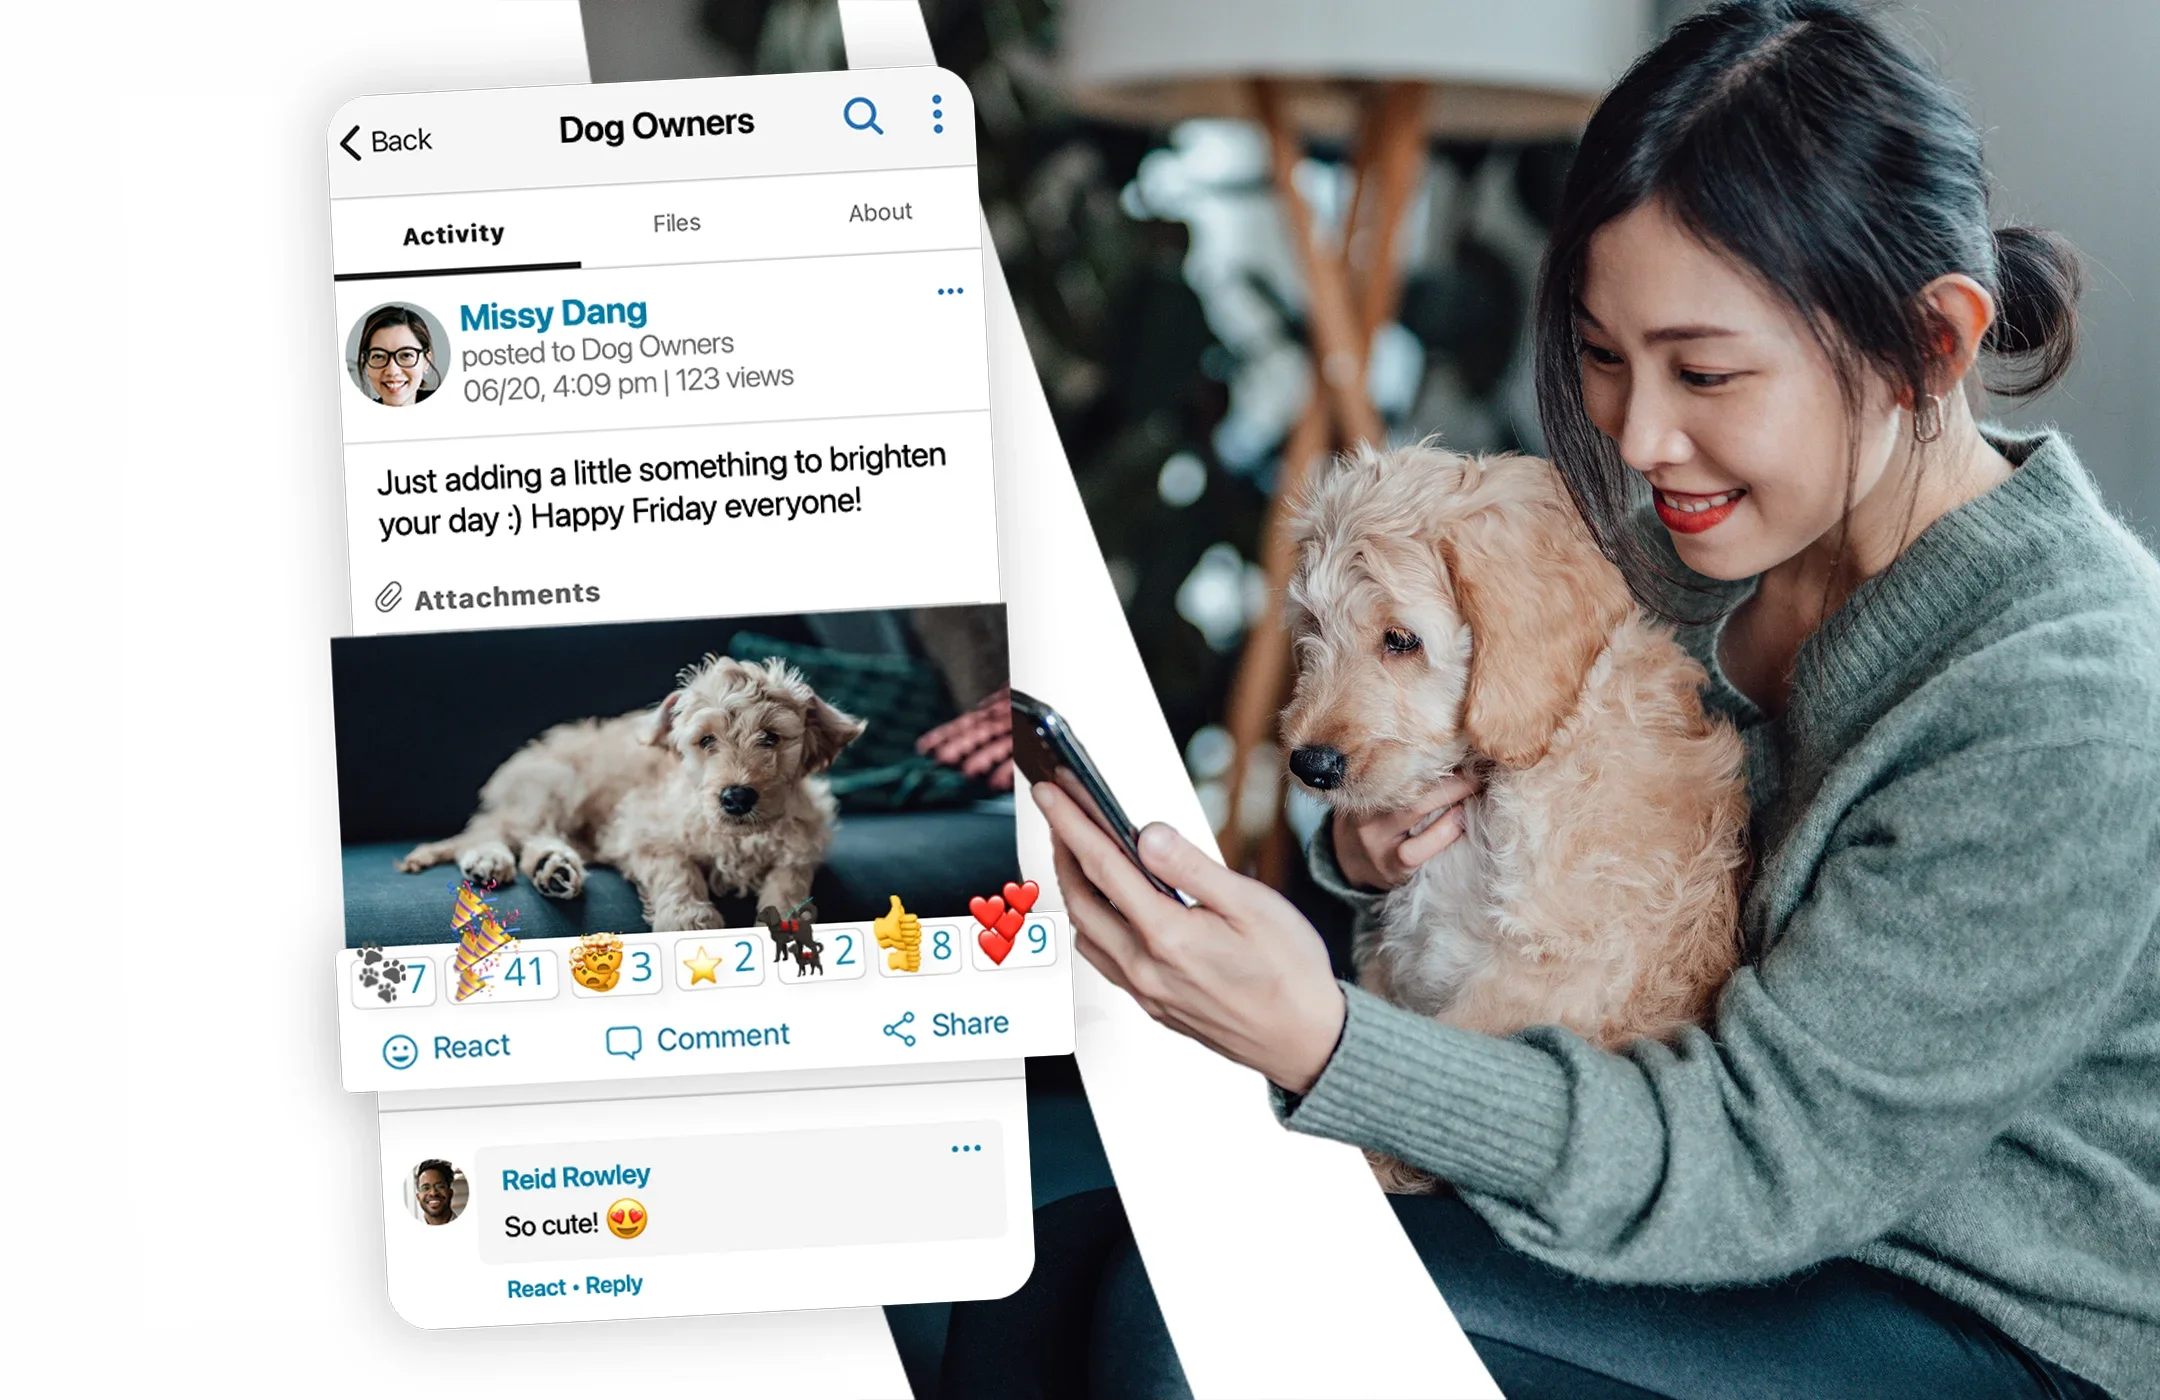 Back
Dog Owners
Activity
Files
About
Missy Dang
posted to Dog Owners
06/20, 4:09 pm | 123 views
Just adding a little something to brighten
your day :) Happy Friday everyone!
Attachments
7 41 3 2 2 8 9
React
Comment
Share
Reid Rowley
So cute! 😍
React • Reply